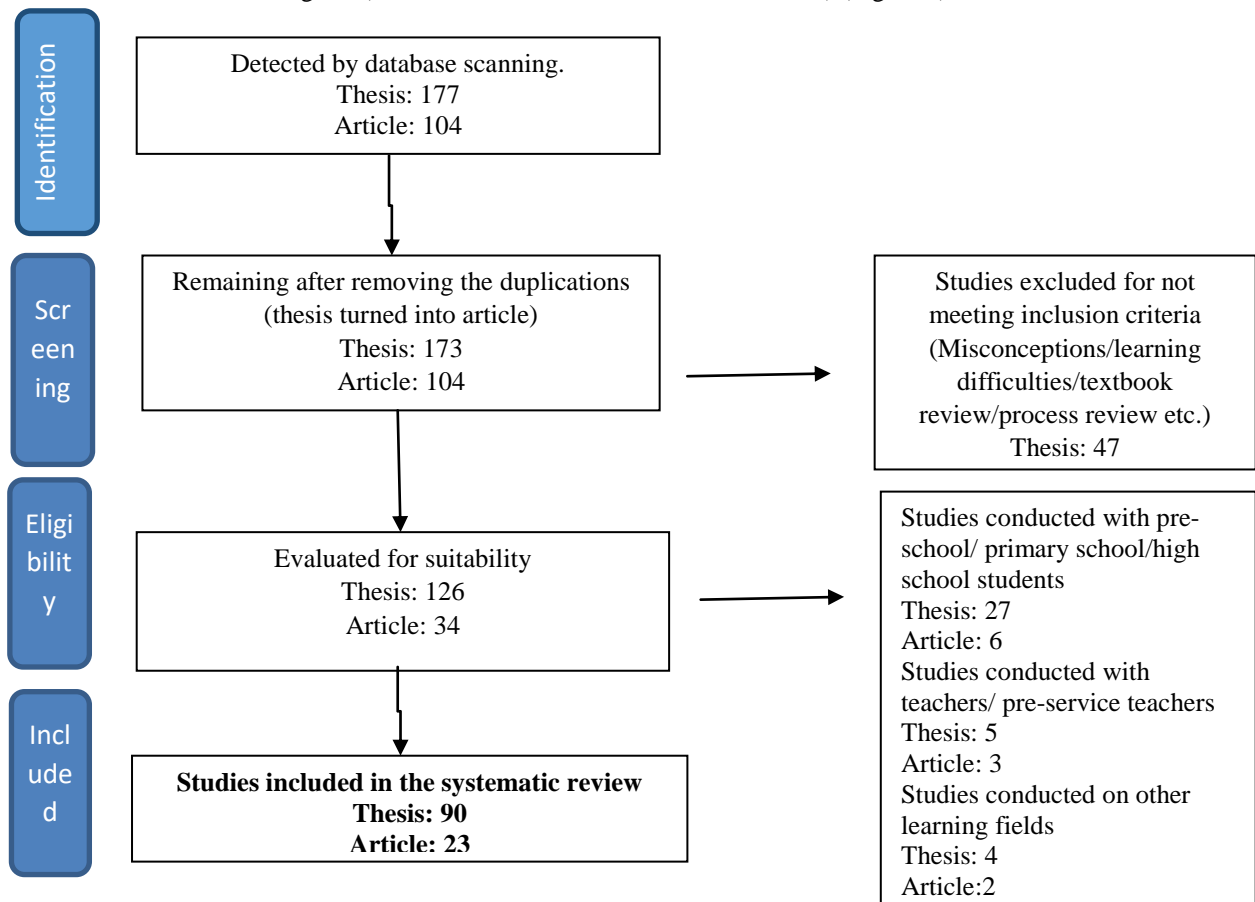 Identification
Detected by database scanning.
Thesis: 177
Article: 104
Scr
een
ing
Remaining after removing the duplications
(thesis turned into article)
Thesis: 173
Article: 104
Studies excluded for not
meeting inclusion criteria
(Misconceptions/learning
difficulties/textbook
review/process review etc.)
Thesis: 47
Eligi
bilit
y
Evaluated for suitability
Thesis: 126
Article: 34
Studies conducted with pre-
school/ primary school/high
school students
Thesis: 27
Article: 6
Studies conducted with
teachers/ pre-service teachers
Thesis: 5
Article: 3
Studies conducted on other
learning fields
Thesis: 4
Article:2
Incl
ude
d
Studies included in the systematic review
Thesis: 90
Article: 23